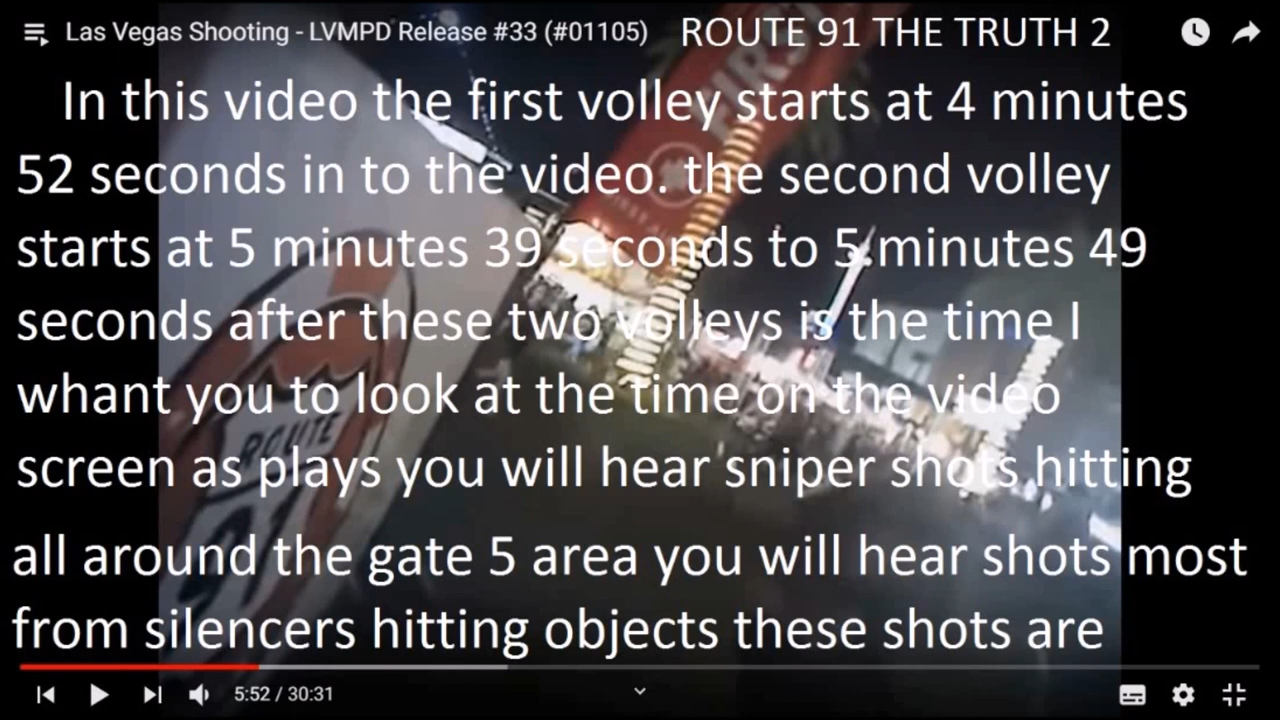 Las Vegas Shooting - LVMPD Release #33 (#01105) ROUTE 91 THE TRUTH 2
In this video the first volley starts at 4 minutes
52 seconds in to the video. the second volley
starts at 5 minutes 39 seconds to 5 minutes 49
seconds after these two volleys is the time I
whant you to look at the time on the video
screen as plays you will hear sniper shots hitting
all around the gate 5 area you will hear shots most
from silencers hitting objects these shots are
ROUTE
91
5:52 / 30:31